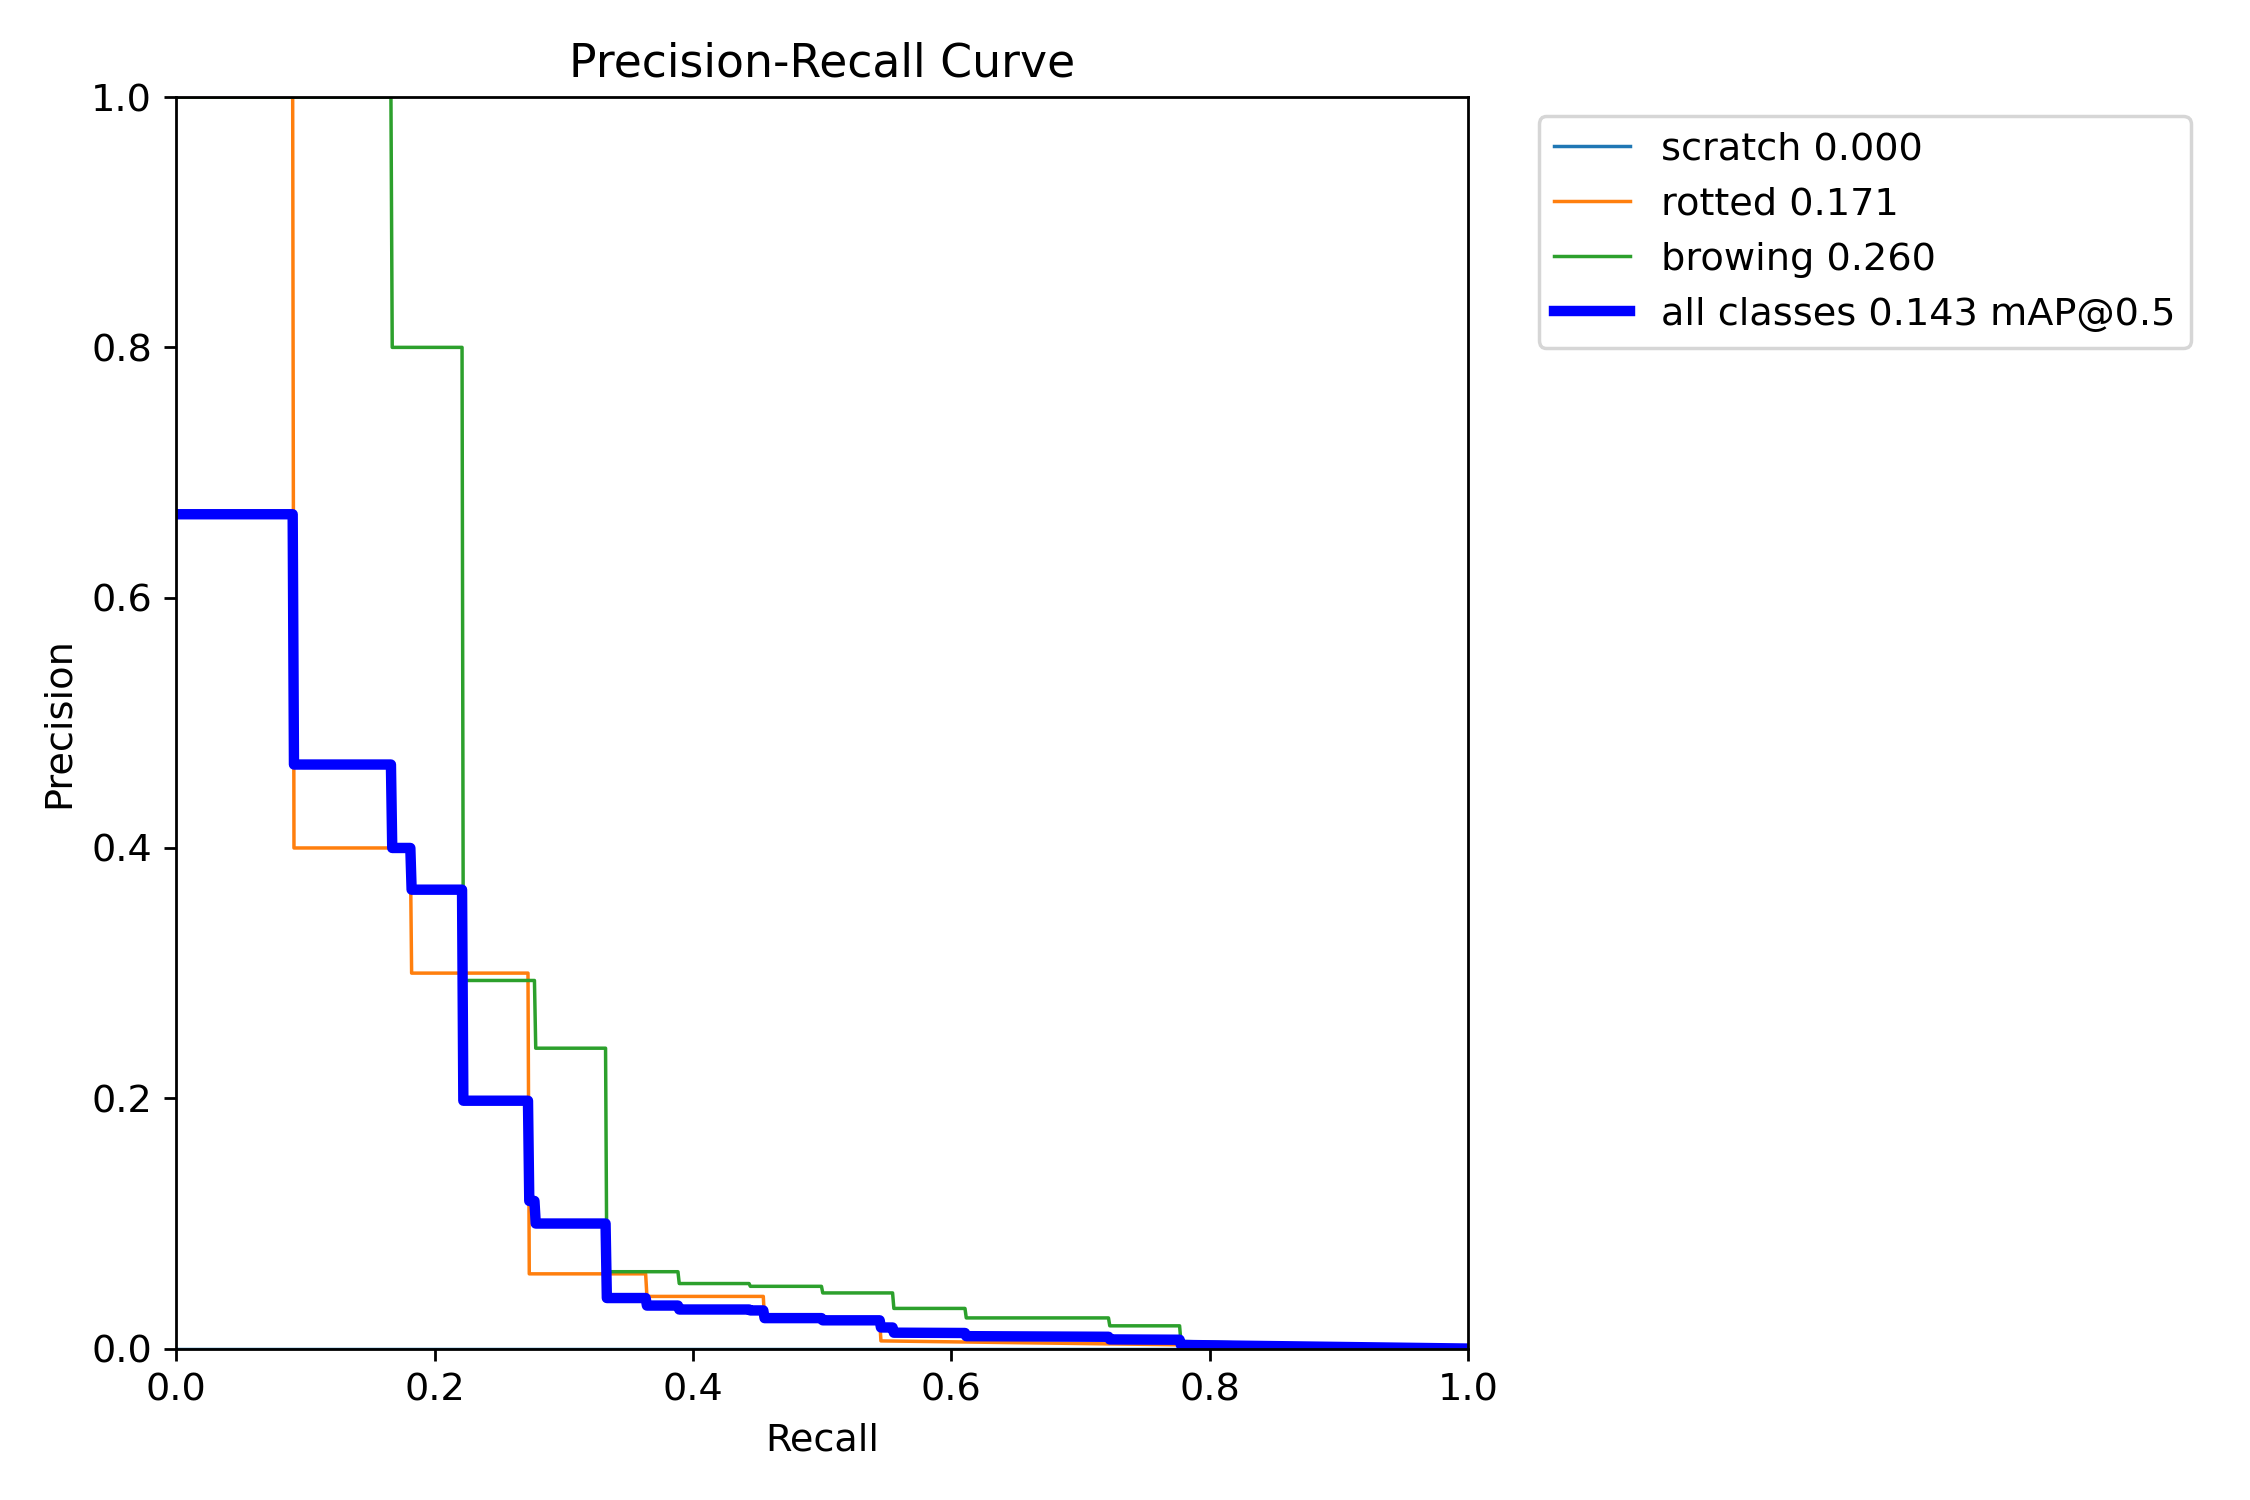 Precision-Recall Curve
1.0
0.8
0.6
0.4
0.2
0.0
Precision
0.0 0.2 0.4 0.6 0.8 1.0
Recall
scratch 0.000
rotted 0.171
browing 0.260
all classes 0.143 mAP@0.5